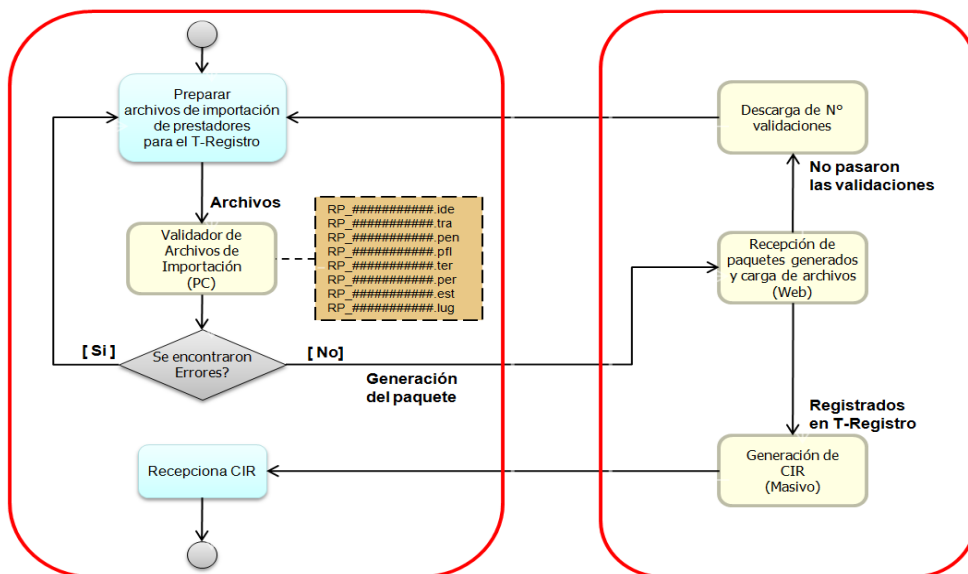 Preparar
archivos de importación
de prestadores
para el T-Registro
Archivos
Validador de
Archivos de
Importación
(PC)
RP_###########.ide
RP_###########.tra
RP_###########.pen
RP_###########.pfl
RP_###########.ter
RP_###########.per
RP_###########.est
RP_###########.lug
[ Si ]
Se encontraron
Errores?
[ No]
Generación
del paquete
Recepciona CIR
Descarga de N°
validaciones
No pasaron
las validaciones
Recepción de
paquetes generados
y carga de archivos
(Web)
Registrados
en T-Registro
Generación de
CIR
(Masivo)